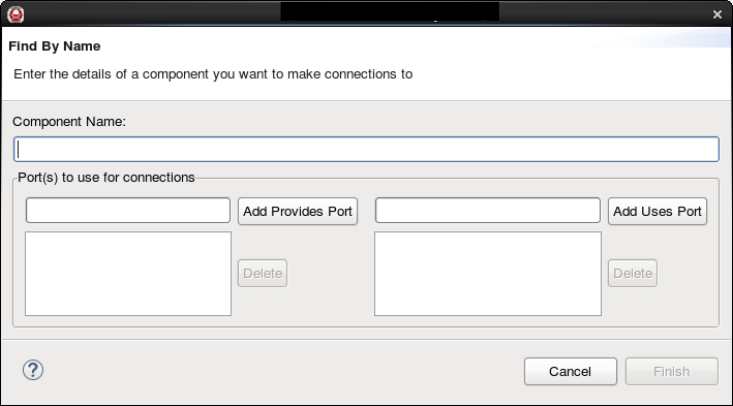 Find By Name
Enter the details of a component you want to make connections to
Component Name:
Port(s) to use for connections
Add Provides Port
Add Uses Port
Delete
Delete
?
Cancel
Finish